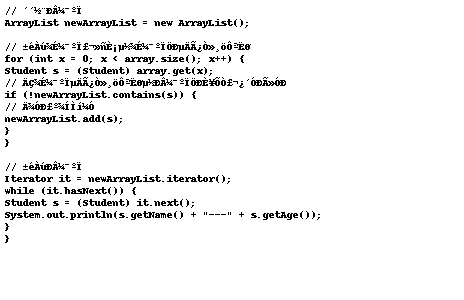 // ´´½¨ÐÂ¼¯ºÏ
ArrayList newArrayList = new ArrayList();
// ±éÀú¾É¼¯ºÏ£¬»ñÈ¡µ½¾É¼¯ºÏÖÐµÄÃ¿Ò»¸öÔªËØ
for (int x = 0; x < array.size(); x++) {
Student s = (Student) array.get(x);
// ÄÇ¾É¼¯ºÏµÄÃ¿Ò»¸öÔªËØµ½ÐÂ¼¯ºÏÖÐÈ¥ÕÒ£¬¿´ÓÐÃ»ÓÐ
if (!newArrayList.contains(s)) {
// Ã»ÓÐ£º¾ÍÌí¼Ó
newArrayList.add(s);
}
}
// ±éÀúÐÂ¼¯ºÏ
Iterator it = newArrayList.iterator();
while (it.hasNext()) {
Student s = (Student) it.next();
System.out.println(s.getName() + "---" + s.getAge());
}
}